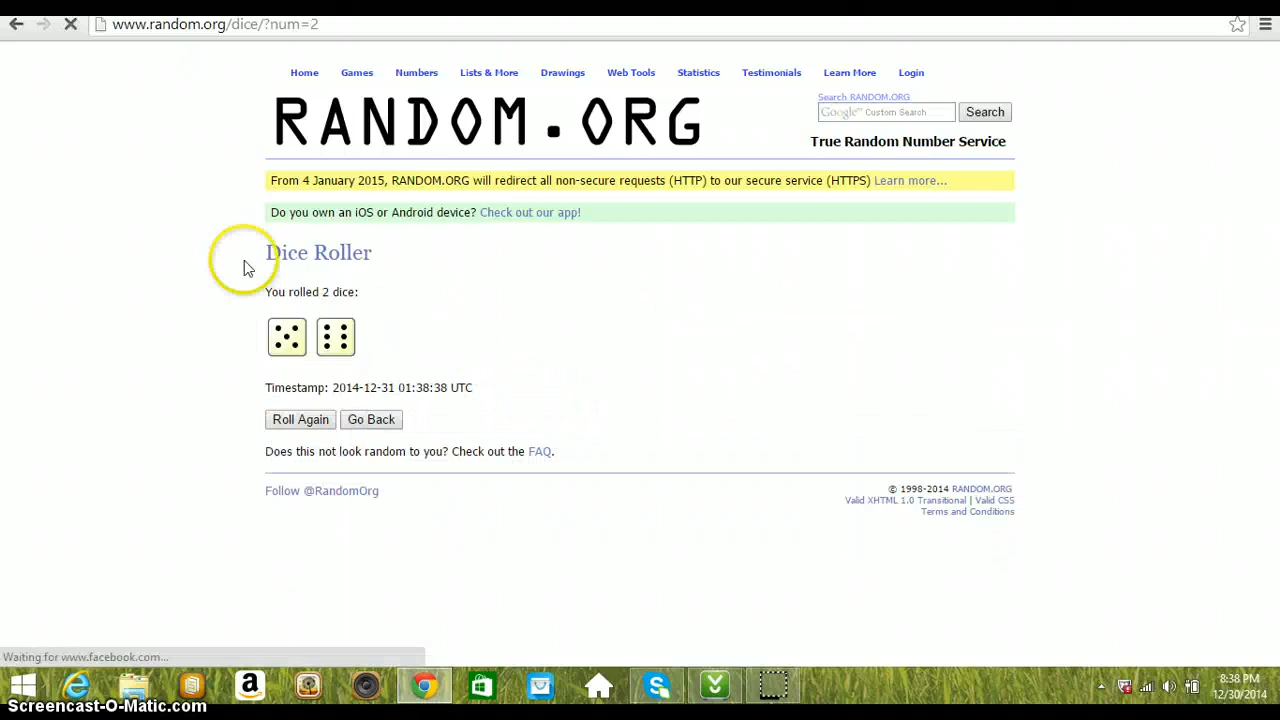 www.random.org/dice/?num=2
Home Games Numbers Lists & More Drawings Web Tools Statistics Testimonials Learn More Login
RANDOM.ORG
Search RANDOM.ORG
Google™ Custom Search Search
True Random Number Service
From 4 January 2015, RANDOM.ORG will redirect all non-secure requests (HTTP) to our secure service (HTTPS) Learn more...
Do you own an iOS or Android device? Check out our app!
Dice Roller
You rolled 2 dice:
Timestamp: 2014-12-31 01:38:38 UTC
Roll Again Go Back
Does this not look random to you? Check out the FAQ.
Follow @RandomOrg
© 1998-2014 RANDOM.ORG
Valid XHTML 1.0 Transitional | Valid CSS
Terms and Conditions
Waiting for www.facebook.com...
8:38 PM
12/30/2014
Screencast-O-Matic.com